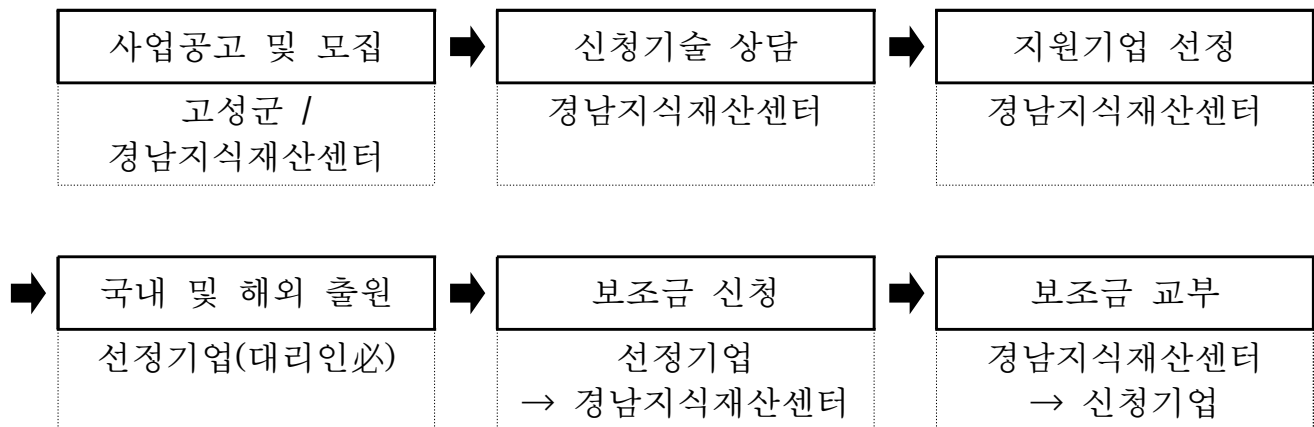 사업공고 및 모집
고성군 /
경남지식재산센터
신청기술 상담
경남지식재산센터
지원기업 선정
경남지식재산센터
국내 및 해외 출원
선정기업(대리인必)
보조금 신청
선정기업
→ 경남지식재산센터
보조금 교부
경남지식재산센터
→ 신청기업